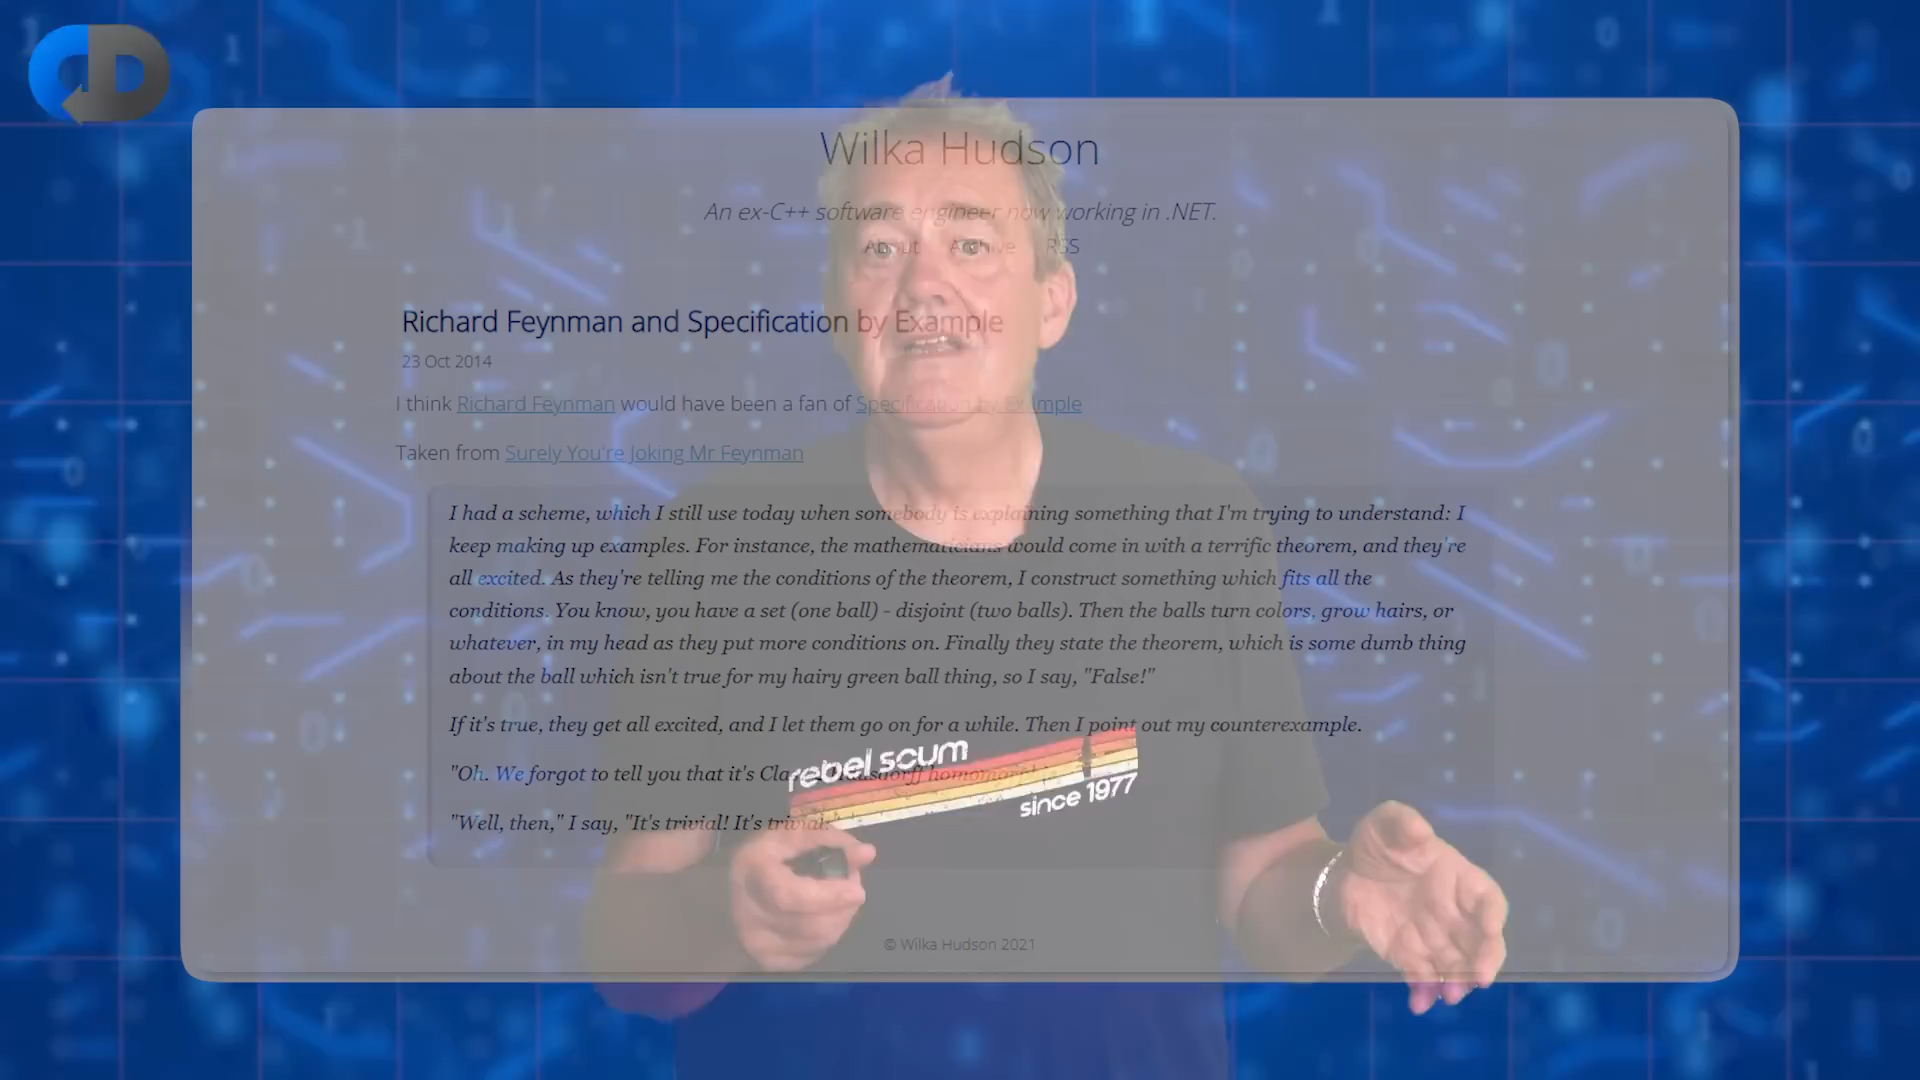 Wilka Hudson
An ex-C++ software engineer now working in .NET.
About Archive RSS
Richard Feynman and Specification by Example
23 Oct 2014
I think Richard Feynman would have been a fan of Specification by Example
Taken from Surely You're Joking Mr Feynman
I had a scheme, which I still use today when somebody is explaining something that I'm trying to understand: I
keep making up examples. For instance, the mathematicians would come in with a terrific theorem, and they're
all excited. As they're telling me the conditions of the theorem, I construct something which fits all the
conditions. You know, you have a set (one ball) - disjoint (two balls). Then the balls turn colors, grow hairs, or
whatever, in my head as they put more conditions on. Finally they state the theorem, which is some dumb thing
about the ball which isn't true for my hairy green ball thing, so I say, "False!"
If it's true, they get all excited, and I let them go on for a while. Then I point out my counterexample.
"Oh. We forgot to tell you that it's
"Well, then," I say, "It's trivial! It's trivial!"
rebel scum
since 1977
© Wilka Hudson 2021